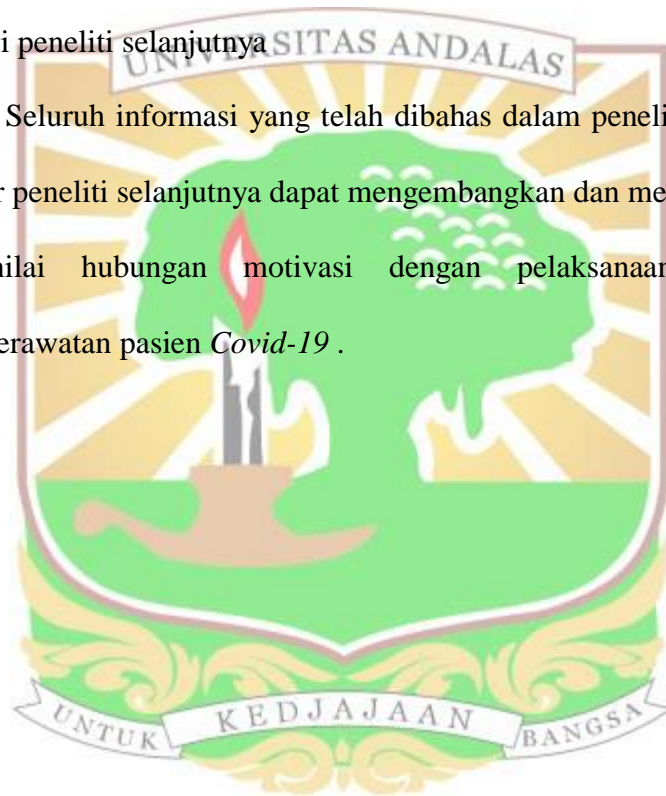 i peneliti selanjutnya
UNIVERSITAS ANDALAS
Seluruh informasi yang telah dibahas dalam peneli
r peneliti selanjutnya dapat mengembangkan dan me
nilai hubungan motivasi dengan pelaksanaan
erawatan pasien Covid-19 .
UNTUK KEDJAJAAN BANGSA